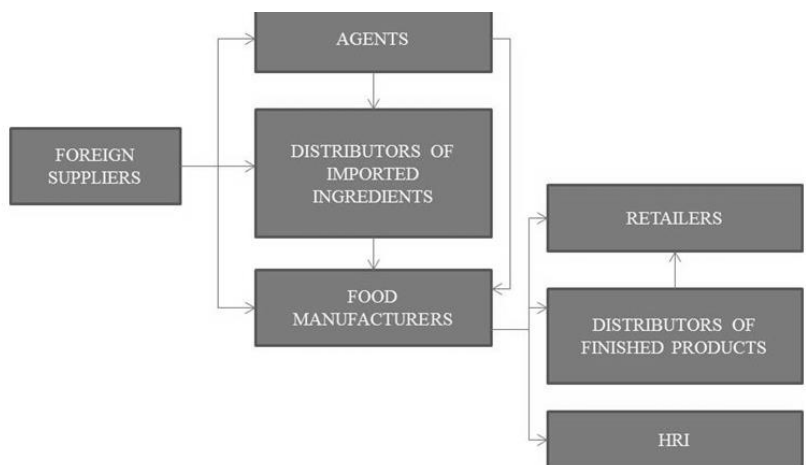 AGENTS
FOREIGN
SUPPLIERS
DISTRIBUTORS OF
IMPORTED
INGREDIENTS
FOOD
MANUFACTURERS
RETAILERS
DISTRIBUTORS OF
FINISHED PRODUCTS
HRI